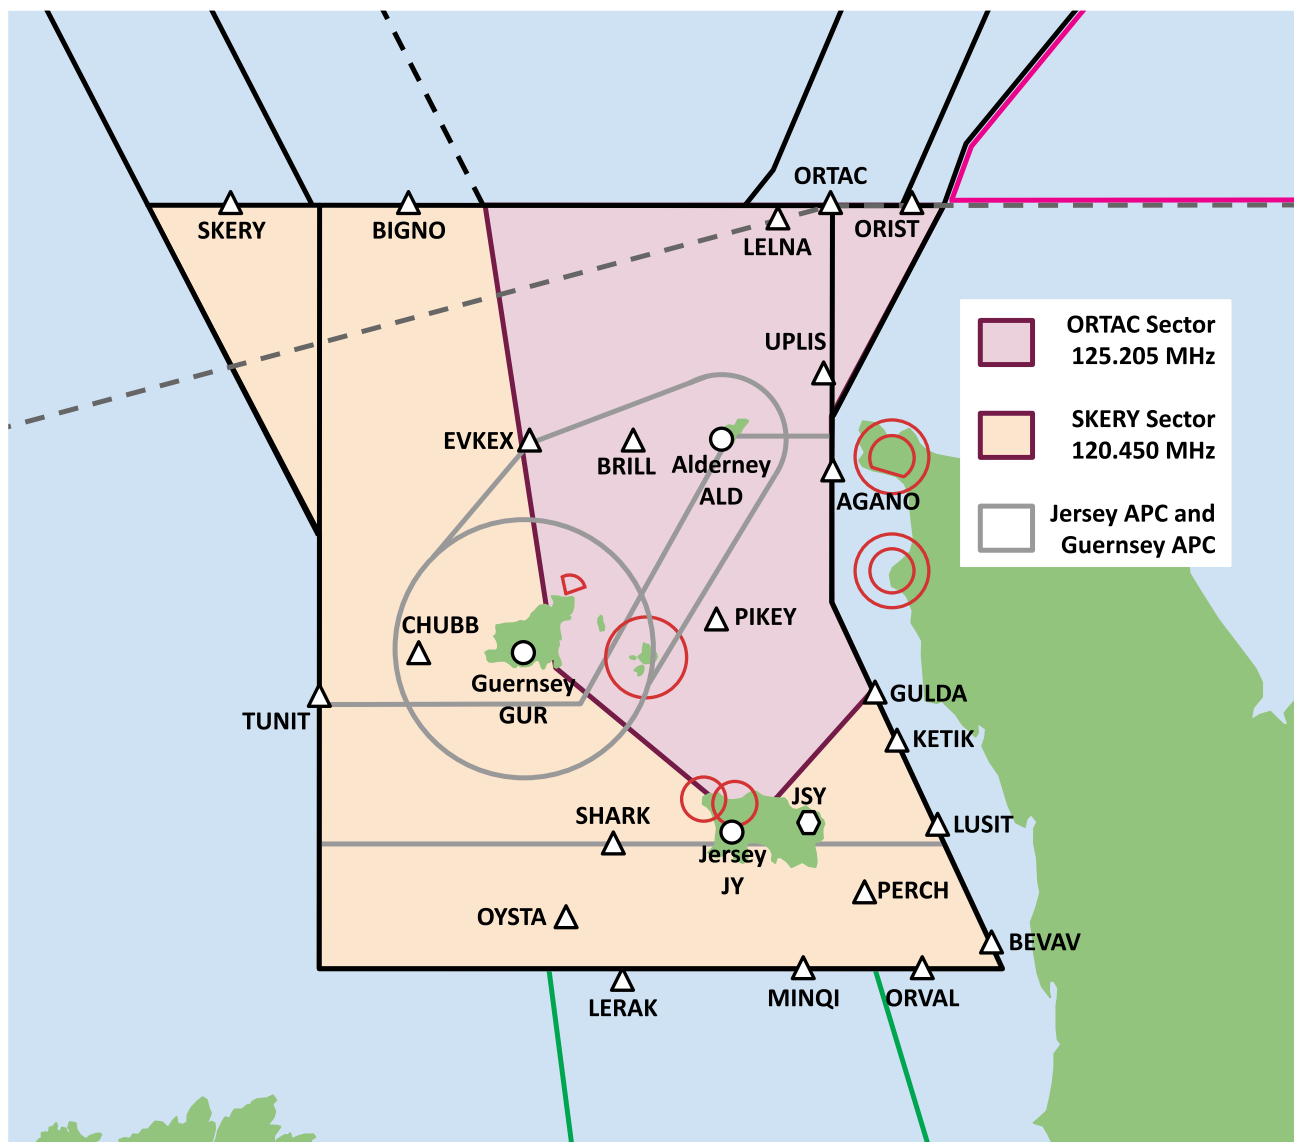 ORTAC
SKERY
BIGNO
LELNA
ORIST
UPLIS
ORTAC Sector
125.205 MHz
SKERY Sector
120.450 MHz
Jersey APC and
Guernsey APC
EVKEX
BRILL
Alderney
ALD
AGANO
CHUBB
PIKEY
Guernsey
GUR
TUNIT
GULDA
KETIK
JSY
SHARK
LUSIT
Jersey
JY
PERCH
OYSTA
BEVAV
LERAK
MINQI
ORVAL